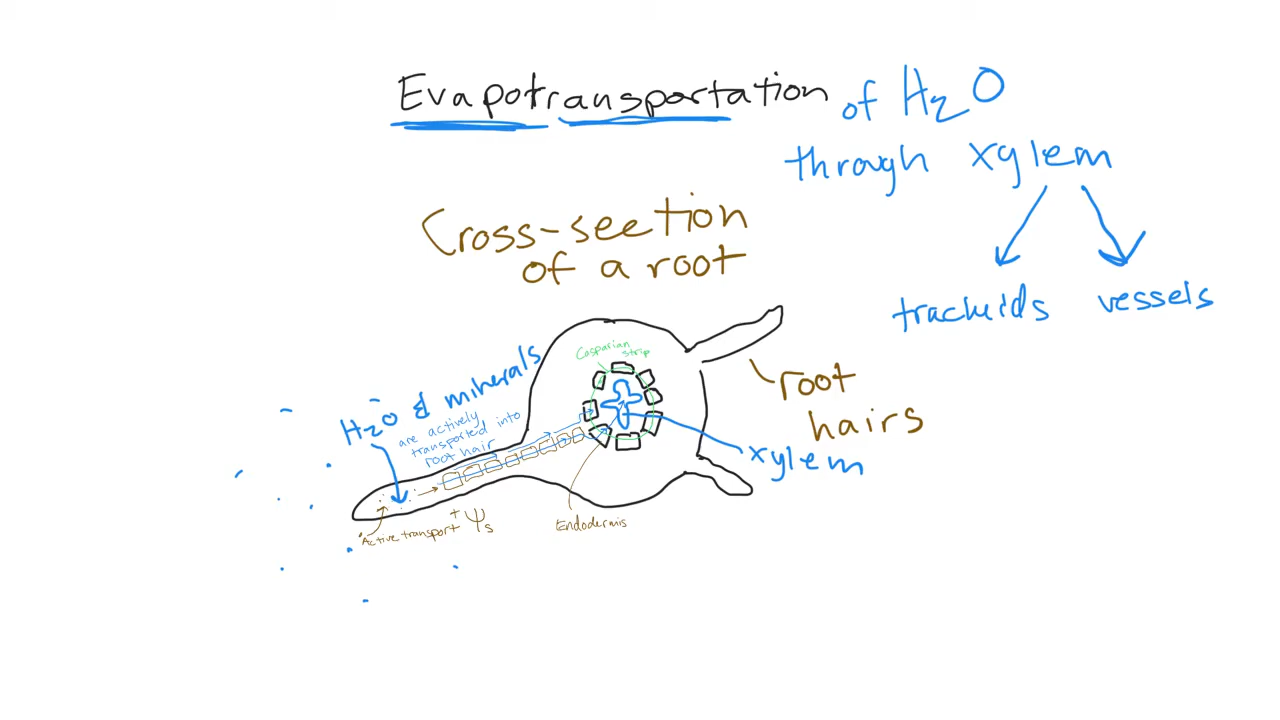 Evapotransportation of H2O
through xylem
tracheids vessels
Cross-section
of a root
Casparian
strip
H2O & minerals
are actively
transported into
root hair
root
hairs
xylem
Active transport + Ψs
Endodermis